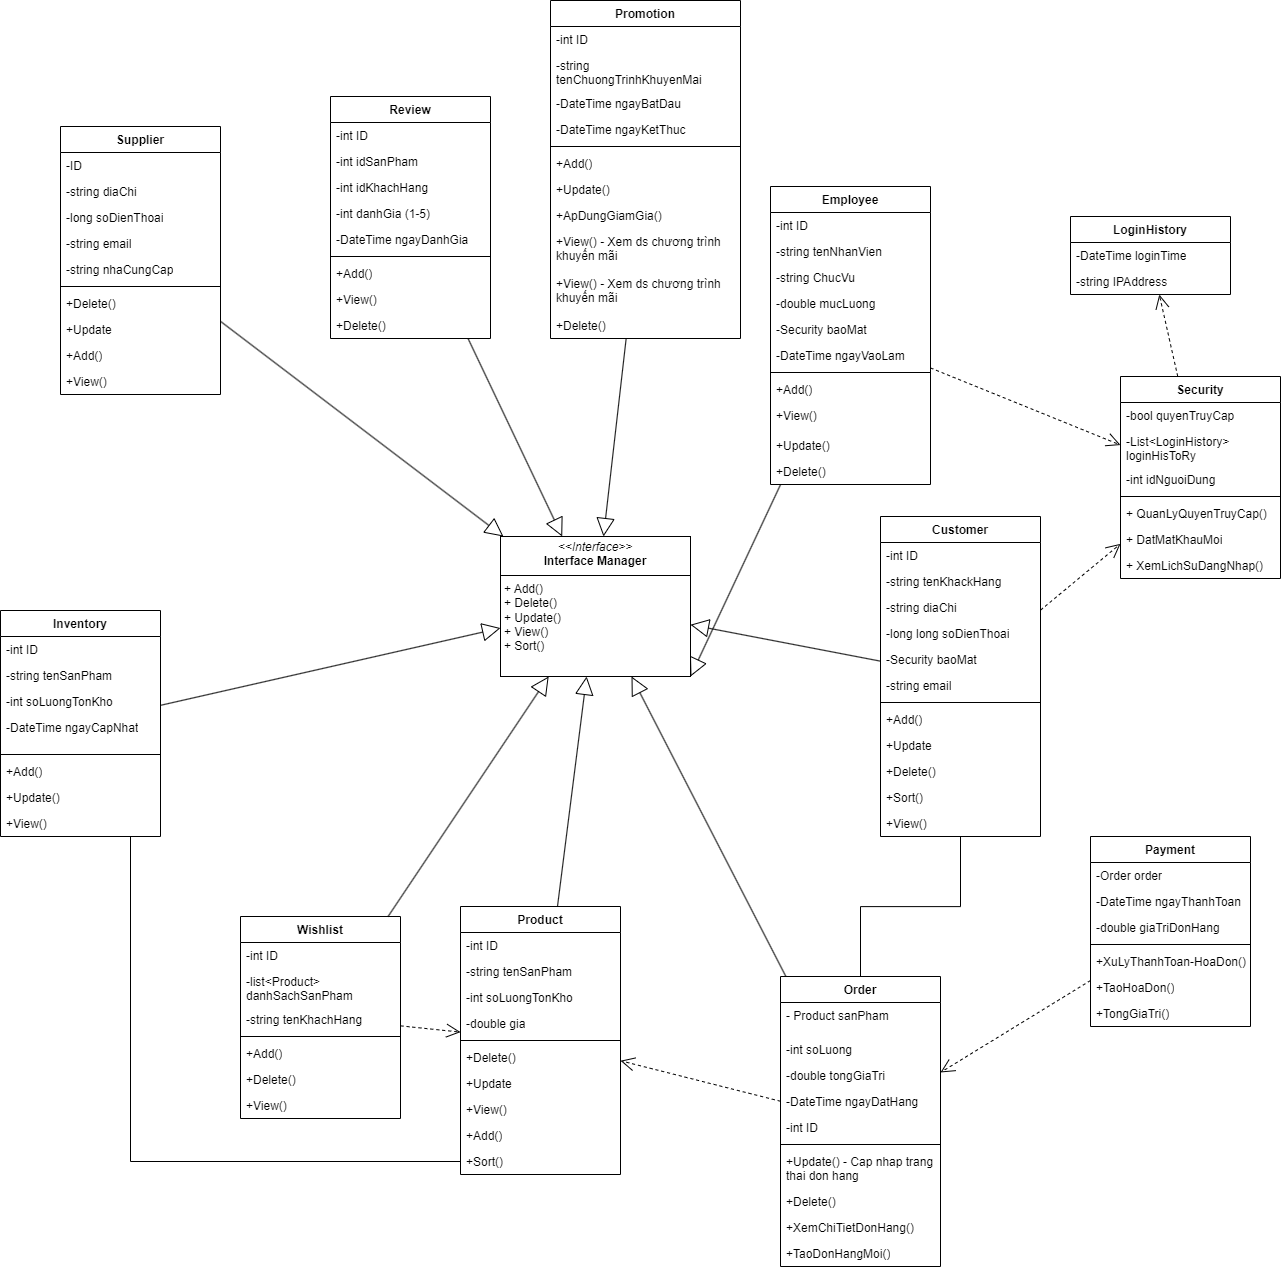 Promotion
-int ID
-string
tenChuongTrinhKhuyenMai
-DateTime ngayBatDau
-DateTime ngayKetThuc
+Add()
+Update()
+ApDungGiamGia()
+View() - Xem ds chương trình
khuyến mãi
+View() - Xem ds chương trình
khuyến mãi
+Delete()
Review
-int ID
-int idSanPham
-int idKhachHang
-int danhGia (1-5)
-DateTime ngayDanhGia
+Add()
+View()
+Delete()
Supplier
-ID
-string diaChi
-long soDienThoai
-string email
-string nhaCungCap
+Delete()
+Update
+Add()
+View()
Employee
-int ID
-string tenNhanVien
-string ChucVu
-double mucLuong
-Security baoMat
-DateTime ngayVaoLam
+Add()
+View()
+Update()
+Delete()
LoginHistory
-DateTime loginTime
-string IPAddress
Security
-bool quyenTruyCap
-List<LoginHistory>
loginHisToRy
-int idNguoiDung
+ QuanLyQuyenTruyCap()
+ DatMatKhauMoi
+ XemLichSuDangNhap()
<<Interface>>
Interface Manager
+ Add()
+ Delete()
+ Update()
+ View()
+ Sort()
Customer
-int ID
-string tenKhackHang
-string diaChi
-long long soDienThoai
-Security baoMat
-string email
+Add()
+Update
+Delete()
+Sort()
+View()
Inventory
-int ID
-string tenSanPham
-int soLuongTonKho
-DateTime ngayCapNhat
+Add()
+Update()
+View()
Wishlist
-int ID
-list<Product>
danhSachSanPham
-string tenKhachHang
+Add()
+Delete()
+View()
Product
-int ID
-string tenSanPham
-int soLuongTonKho
-double gia
+Delete()
+Update
+View()
+Add()
+Sort()
Order
- Product sanPham
-int soLuong
-double tongGiaTri
-DateTime ngayDatHang
-int ID
+Update() - Cap nhap trang
thai don hang
+Delete()
+XemChiTietDonHang()
+TaoDonHangMoi()
Payment
-Order order
-DateTime ngayThanhToan
-double giaTriDonHang
+XuLyThanhToan-HoaDon()
+TaoHoaDon()
+TongGiaTri()